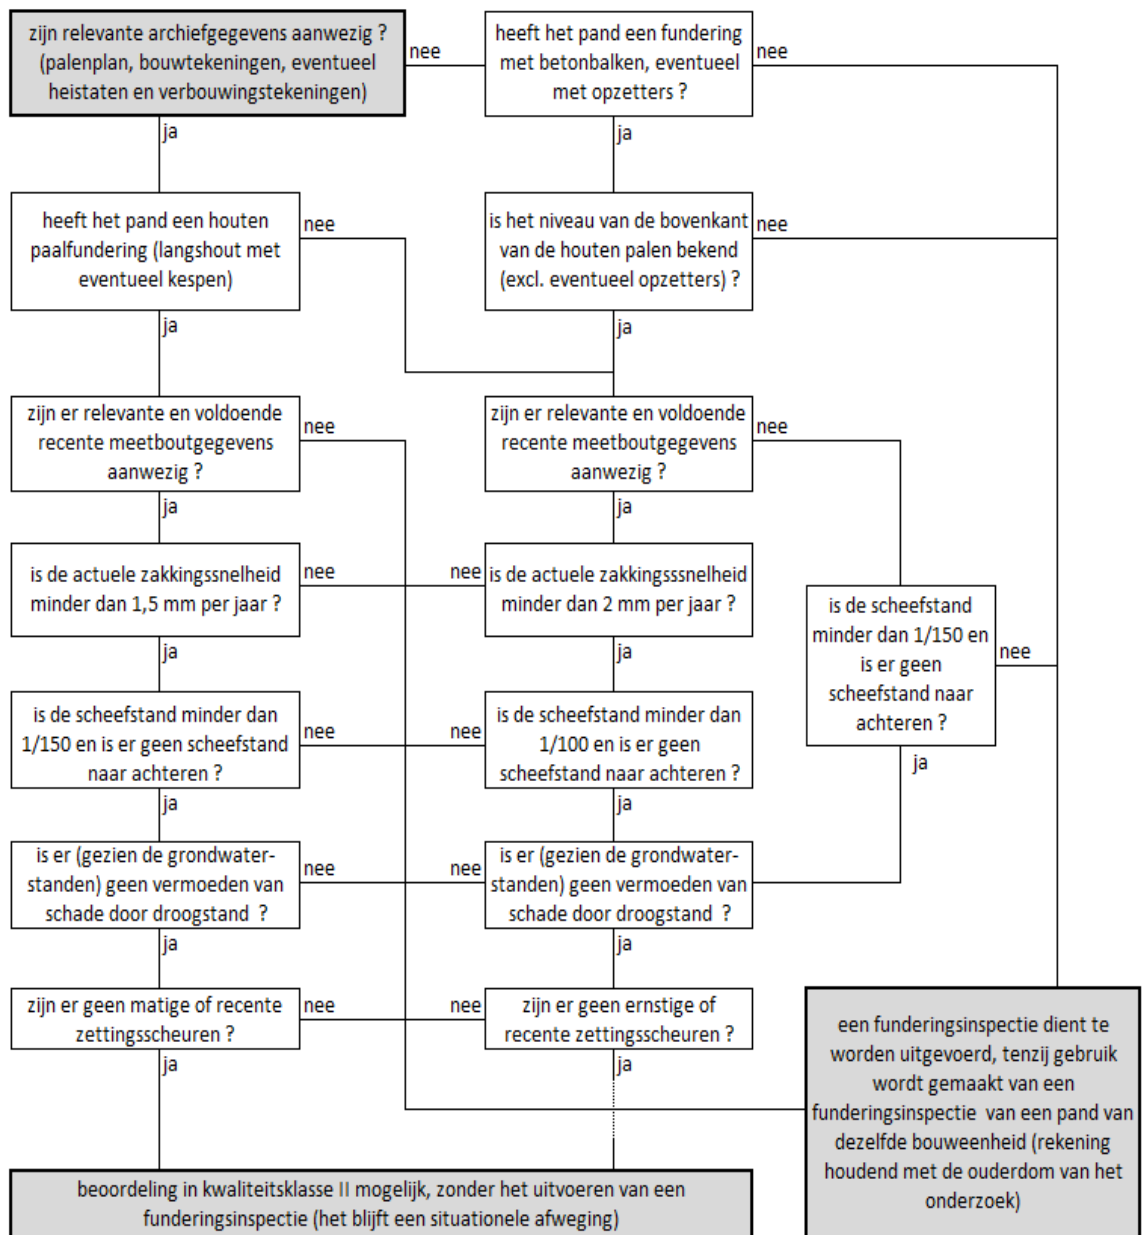 zijn relevante archiefgegevens aanwezig ?
(palenplan, bouwtekeningen, eventueel
heistaten en verbouwingstekeningen)
nee
heeft het pand een fundering
met betonbalken, eventueel
met opzetters ?
nee
ja
ja
heeft het pand een houten
paalfundering (langshout met
eventueel kespen)
nee
is het niveau van de bovenkant
van de houten palen bekend
(excl. eventueel opzetters) ?
nee
ja
ja
zijn er relevante en voldoende
recente meetboutgegevens
aanwezig ?
nee
zijn er relevante en voldoende
recente meetboutgegevens
aanwezig ?
nee
ja
ja
is de actuele zakkingssnelheid
minder dan 1,5 mm per jaar ?
nee
nee
is de actuele zakkingsssnelheid
minder dan 2 mm per jaar ?
is de scheefstand
minder dan 1/150 en
is er geen
scheefstand naar
achteren ?
nee
ja
ja
ja
is de scheefstand minder dan
1/150 en is er geen scheefstand
naar achteren ?
nee
nee
is de scheefstand minder dan
1/100 en is er geen
scheefstand naar achteren ?
ja
ja
is er (gezien de grondwater-
standen) geen vermoeden van
schade door droogstand ?
nee
nee
is er (gezien de grondwater-
standen) geen vermoeden van
schade door droogstand ?
ja
ja
zijn er geen matige of recente
zettingsscheuren ?
nee
nee
zijn er geen ernstige of
recente zettingsscheuren ?
ja
ja
een funderingsinspectie dient te
worden uitgevoerd, tenzij gebruik
wordt gemaakt van een
funderingsinspectie van een pand van
dezelfde bouweenheid (rekening
houdend met de ouderdom van het
onderzoek)
beoordeling in kwaliteitsklasse II mogelijk, zonder het uitvoeren van een
funderingsinspectie (het blijft een situationele afweging)